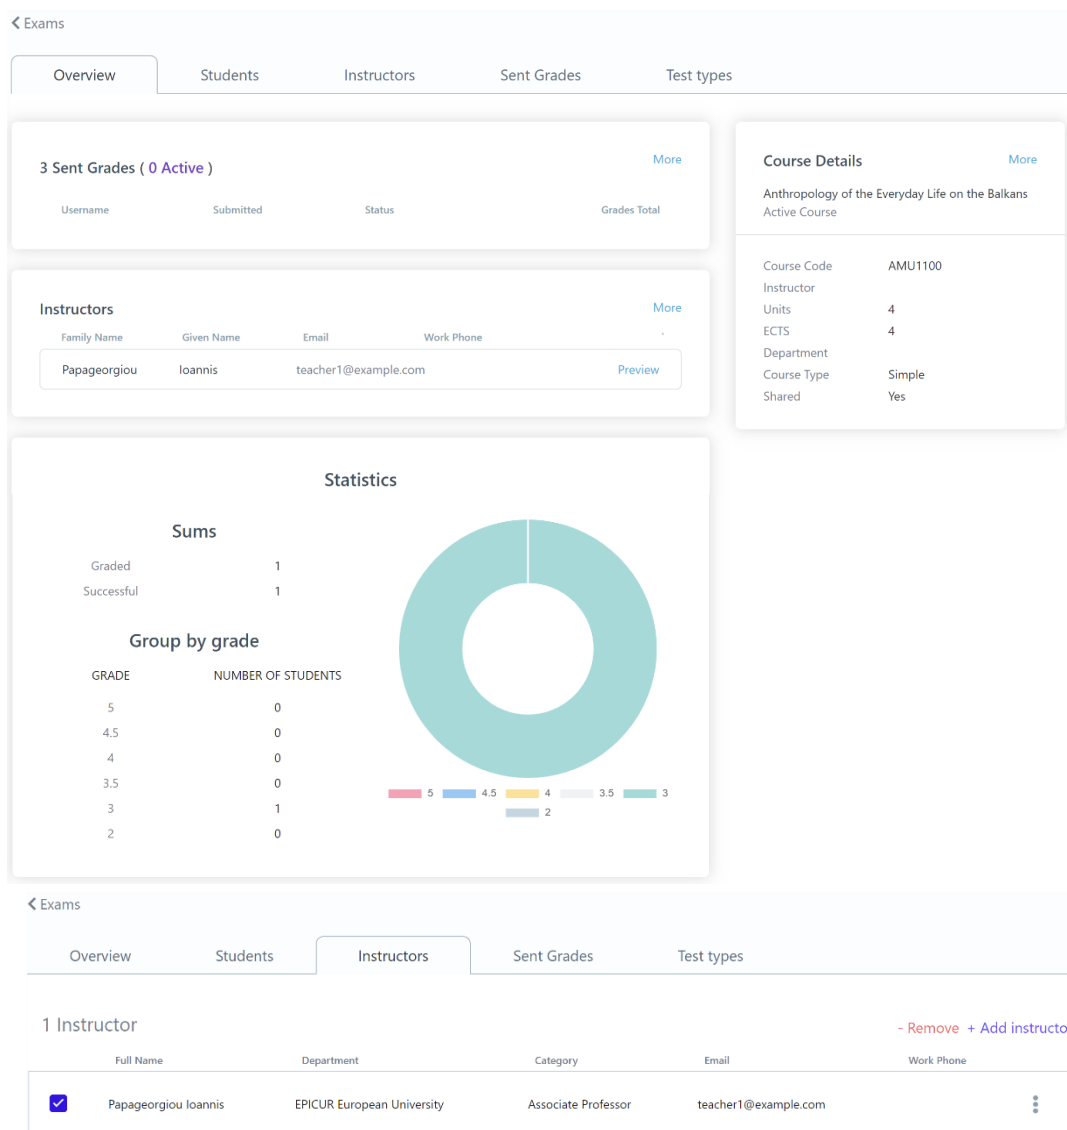 Exams
Overview Students Instructors Sent Grades Test types
3 Sent Grades ( 0 Active ) More
Username Submitted Status Grades Total
Instructors More
Family Name Given Name Email Work Phone
Papageorgiou Ioannis teacher1@example.com Preview
Course Details More
Anthropology of the Everyday Life on the Balkans
Active Course
Course Code AMU1100
Instructor
Units 4
ECTS 4
Department
Course Type Simple
Shared Yes
Statistics
Sums
Graded 1
Successful 1
Group by grade
GRADE NUMBER OF STUDENTS
5 0
4.5 0
4 0
3.5 0
3 1
2 0
5 4.5 4 3.5 3
2
Exams
Overview Students Instructors Sent Grades Test types
1 Instructor - Remove + Add instructo
Full Name Department Category Email Work Phone
Papageorgiou Ioannis EPICUR European University Associate Professor teacher1@example.com